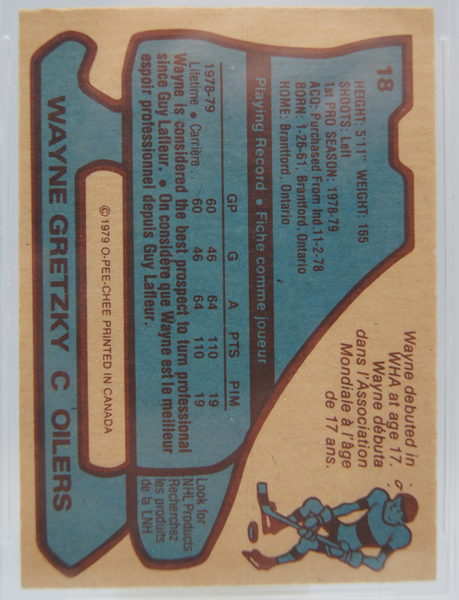 18
HEIGHT: 5'11" WEIGHT: 165
SHOOTS: Left
1st PRO SEASON: 1978-79
ACQ: Purchased From Ind. 11-2-78
BORN: 1-26-61, Brantford, Ontario
HOME: Brantford, Ontario
Wayne debuted in
WHA at age 17.
Wayne débuta
dans l'Association
Mondiale à l'âge
de 17 ans.
Playing Record • Fiche comme joueur
GP G A PTS PIM
1978-79 60 46 64 110 19
Lifetime • Carrière .. 60 46 64 110 19
Wayne is considered the best prospect to turn professional
since Guy Lafleur. • On considère que Wayne est le meilleur
espoir professionnel depuis Guy Lafleur.
Look for
NHL Products
Recherchez
les produits
de la LNH
© 1979 O-PEE-CHEE PRINTED IN CANADA
WAYNE GRETZKY C OILERS